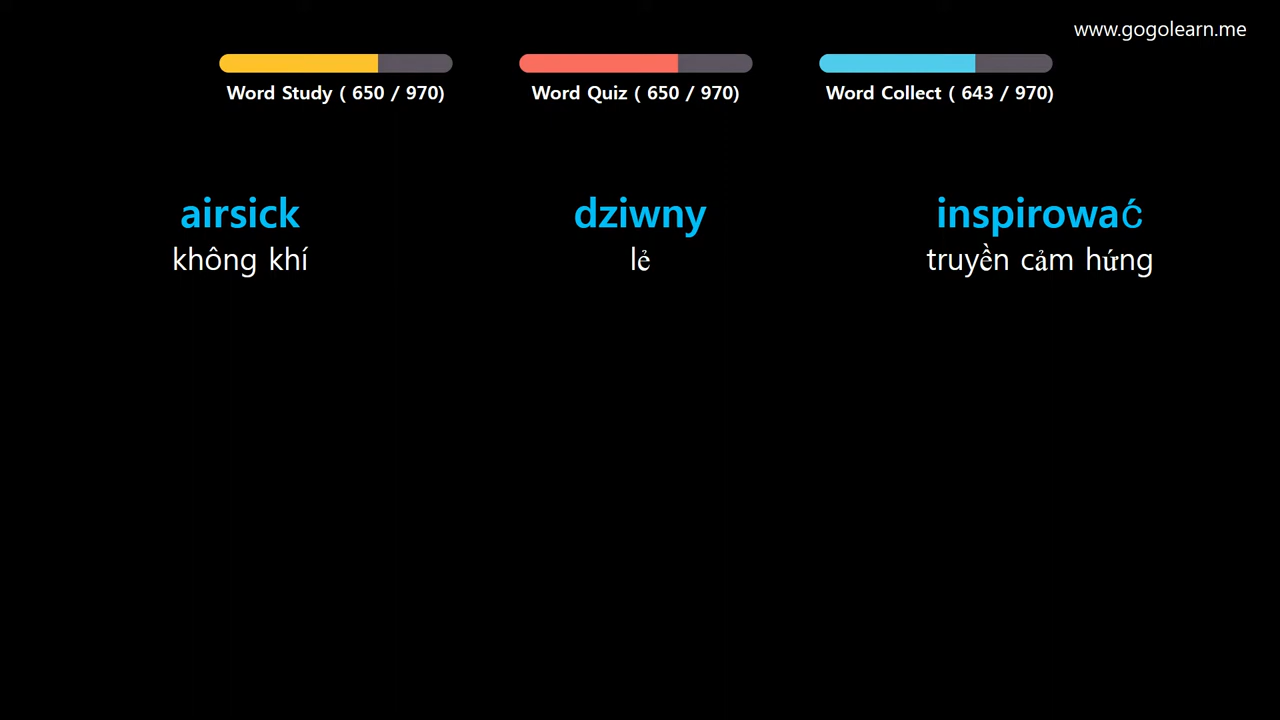 www.gogolearn.me
Word Study ( 650 / 970)
Word Quiz ( 650 / 970)
Word Collect ( 643 / 970)
airsick
không khí
dziwny
lẻ
inspirować
truyền cảm hứng